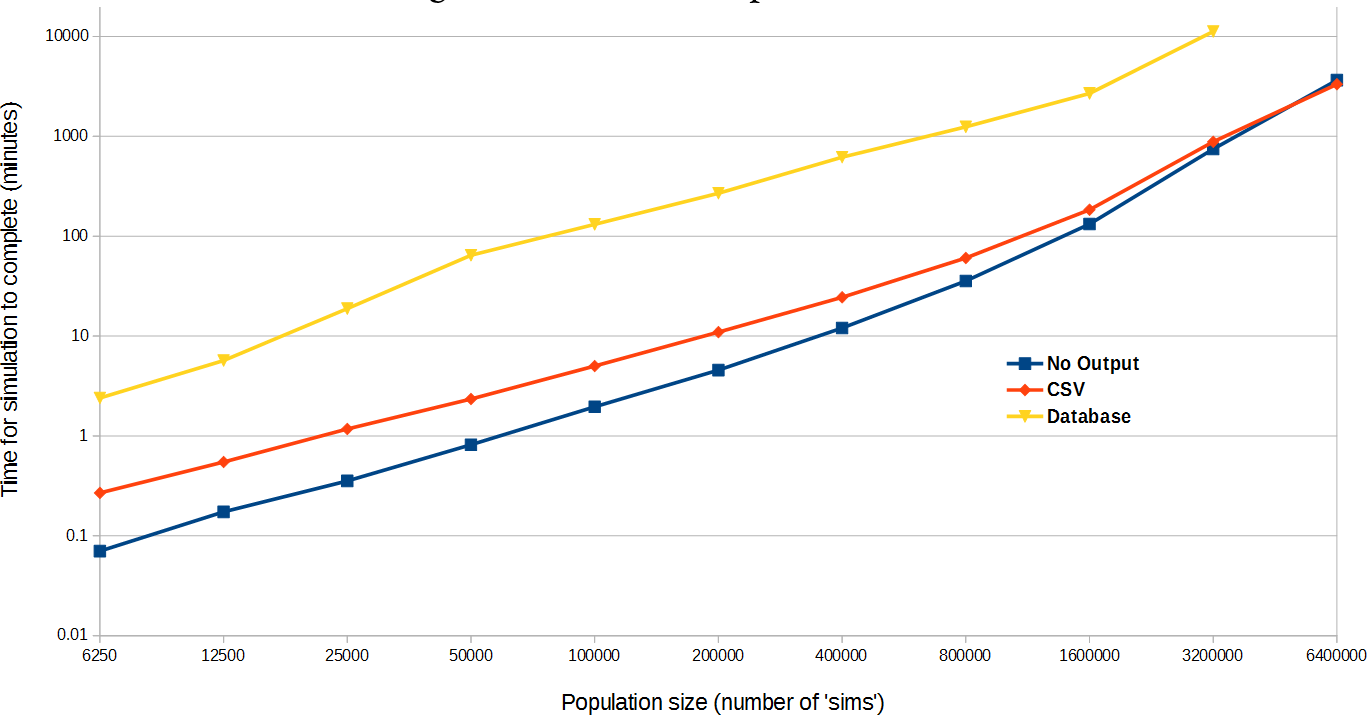 10000
1000
100
10
1
0.1
0.01
Time for simulation to complete (minutes)
No Output
CSV
Database
6250 12500 25000 50000 100000 200000 400000 800000 1600000 3200000 6400000
Population size (number of 'sims')